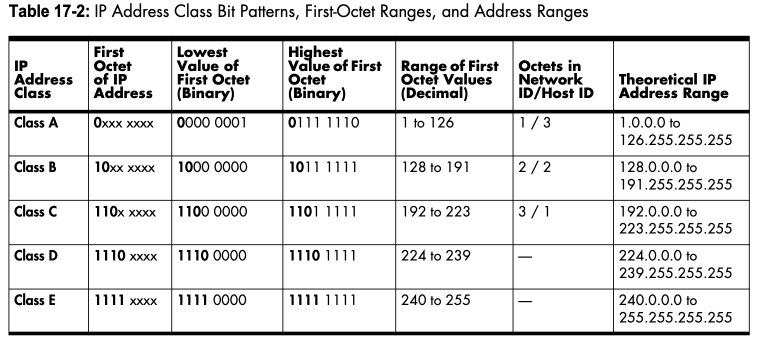 Table 17-2: IP Address Class Bit Patterns, First-Octet Ranges, and Address Ranges
IP Address Class | First Octet of IP Address | Lowest Value of First Octet (Binary) | Highest Value of First Octet (Binary) | Range of First Octet Values (Decimal) | Octets in Network ID/Host ID | Theoretical IP Address Range
Class A | 0xxx xxxx | 0000 0001 | 0111 1110 | 1 to 126 | 1 / 3 | 1.0.0.0 to 126.255.255.255
Class B | 10xx xxxx | 1000 0000 | 1011 1111 | 128 to 191 | 2 / 2 | 128.0.0.0 to 191.255.255.255
Class C | 110x xxxx | 1100 0000 | 1101 1111 | 192 to 223 | 3 / 1 | 192.0.0.0 to 223.255.255.255
Class D | 1110 xxxx | 1110 0000 | 1110 1111 | 224 to 239 | — | 224.0.0.0 to 239.255.255.255
Class E | 1111 xxxx | 1111 0000 | 1111 1111 | 240 to 255 | — | 240.0.0.0 to 255.255.255.255